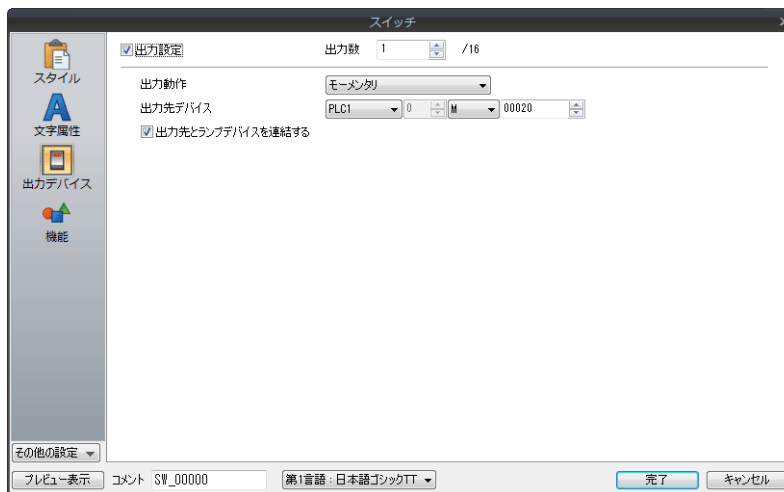 スイッチ
スタイル
文字属性
出力デバイス
機能
その他の設定
出力設定 出力数 1 /16
出力動作 モーメンタリ
出力先デバイス PLC1 0 M 00020
出力先とランプデバイスを連結する
プレビュー表示 コメント SW_00000 第1言語:日本語ゴシックTT 完了 キャンセル